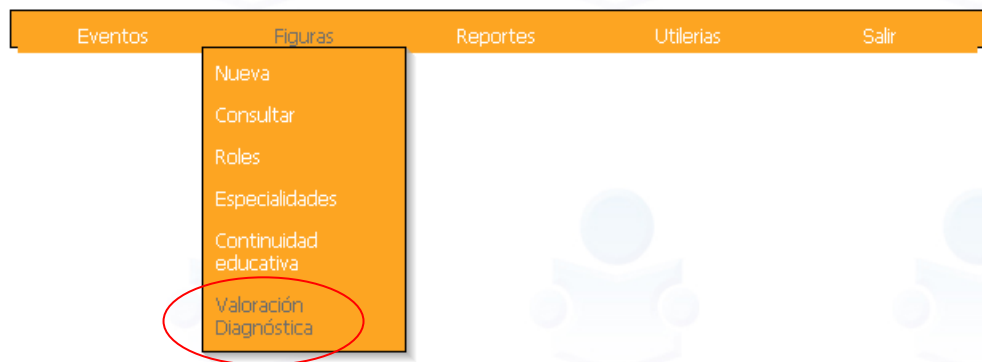 Eventos Figuras Reportes Utilerias Salir
Nueva
Consultar
Roles
Especialidades
Continuidad
educativa
Valoración
Diagnóstica